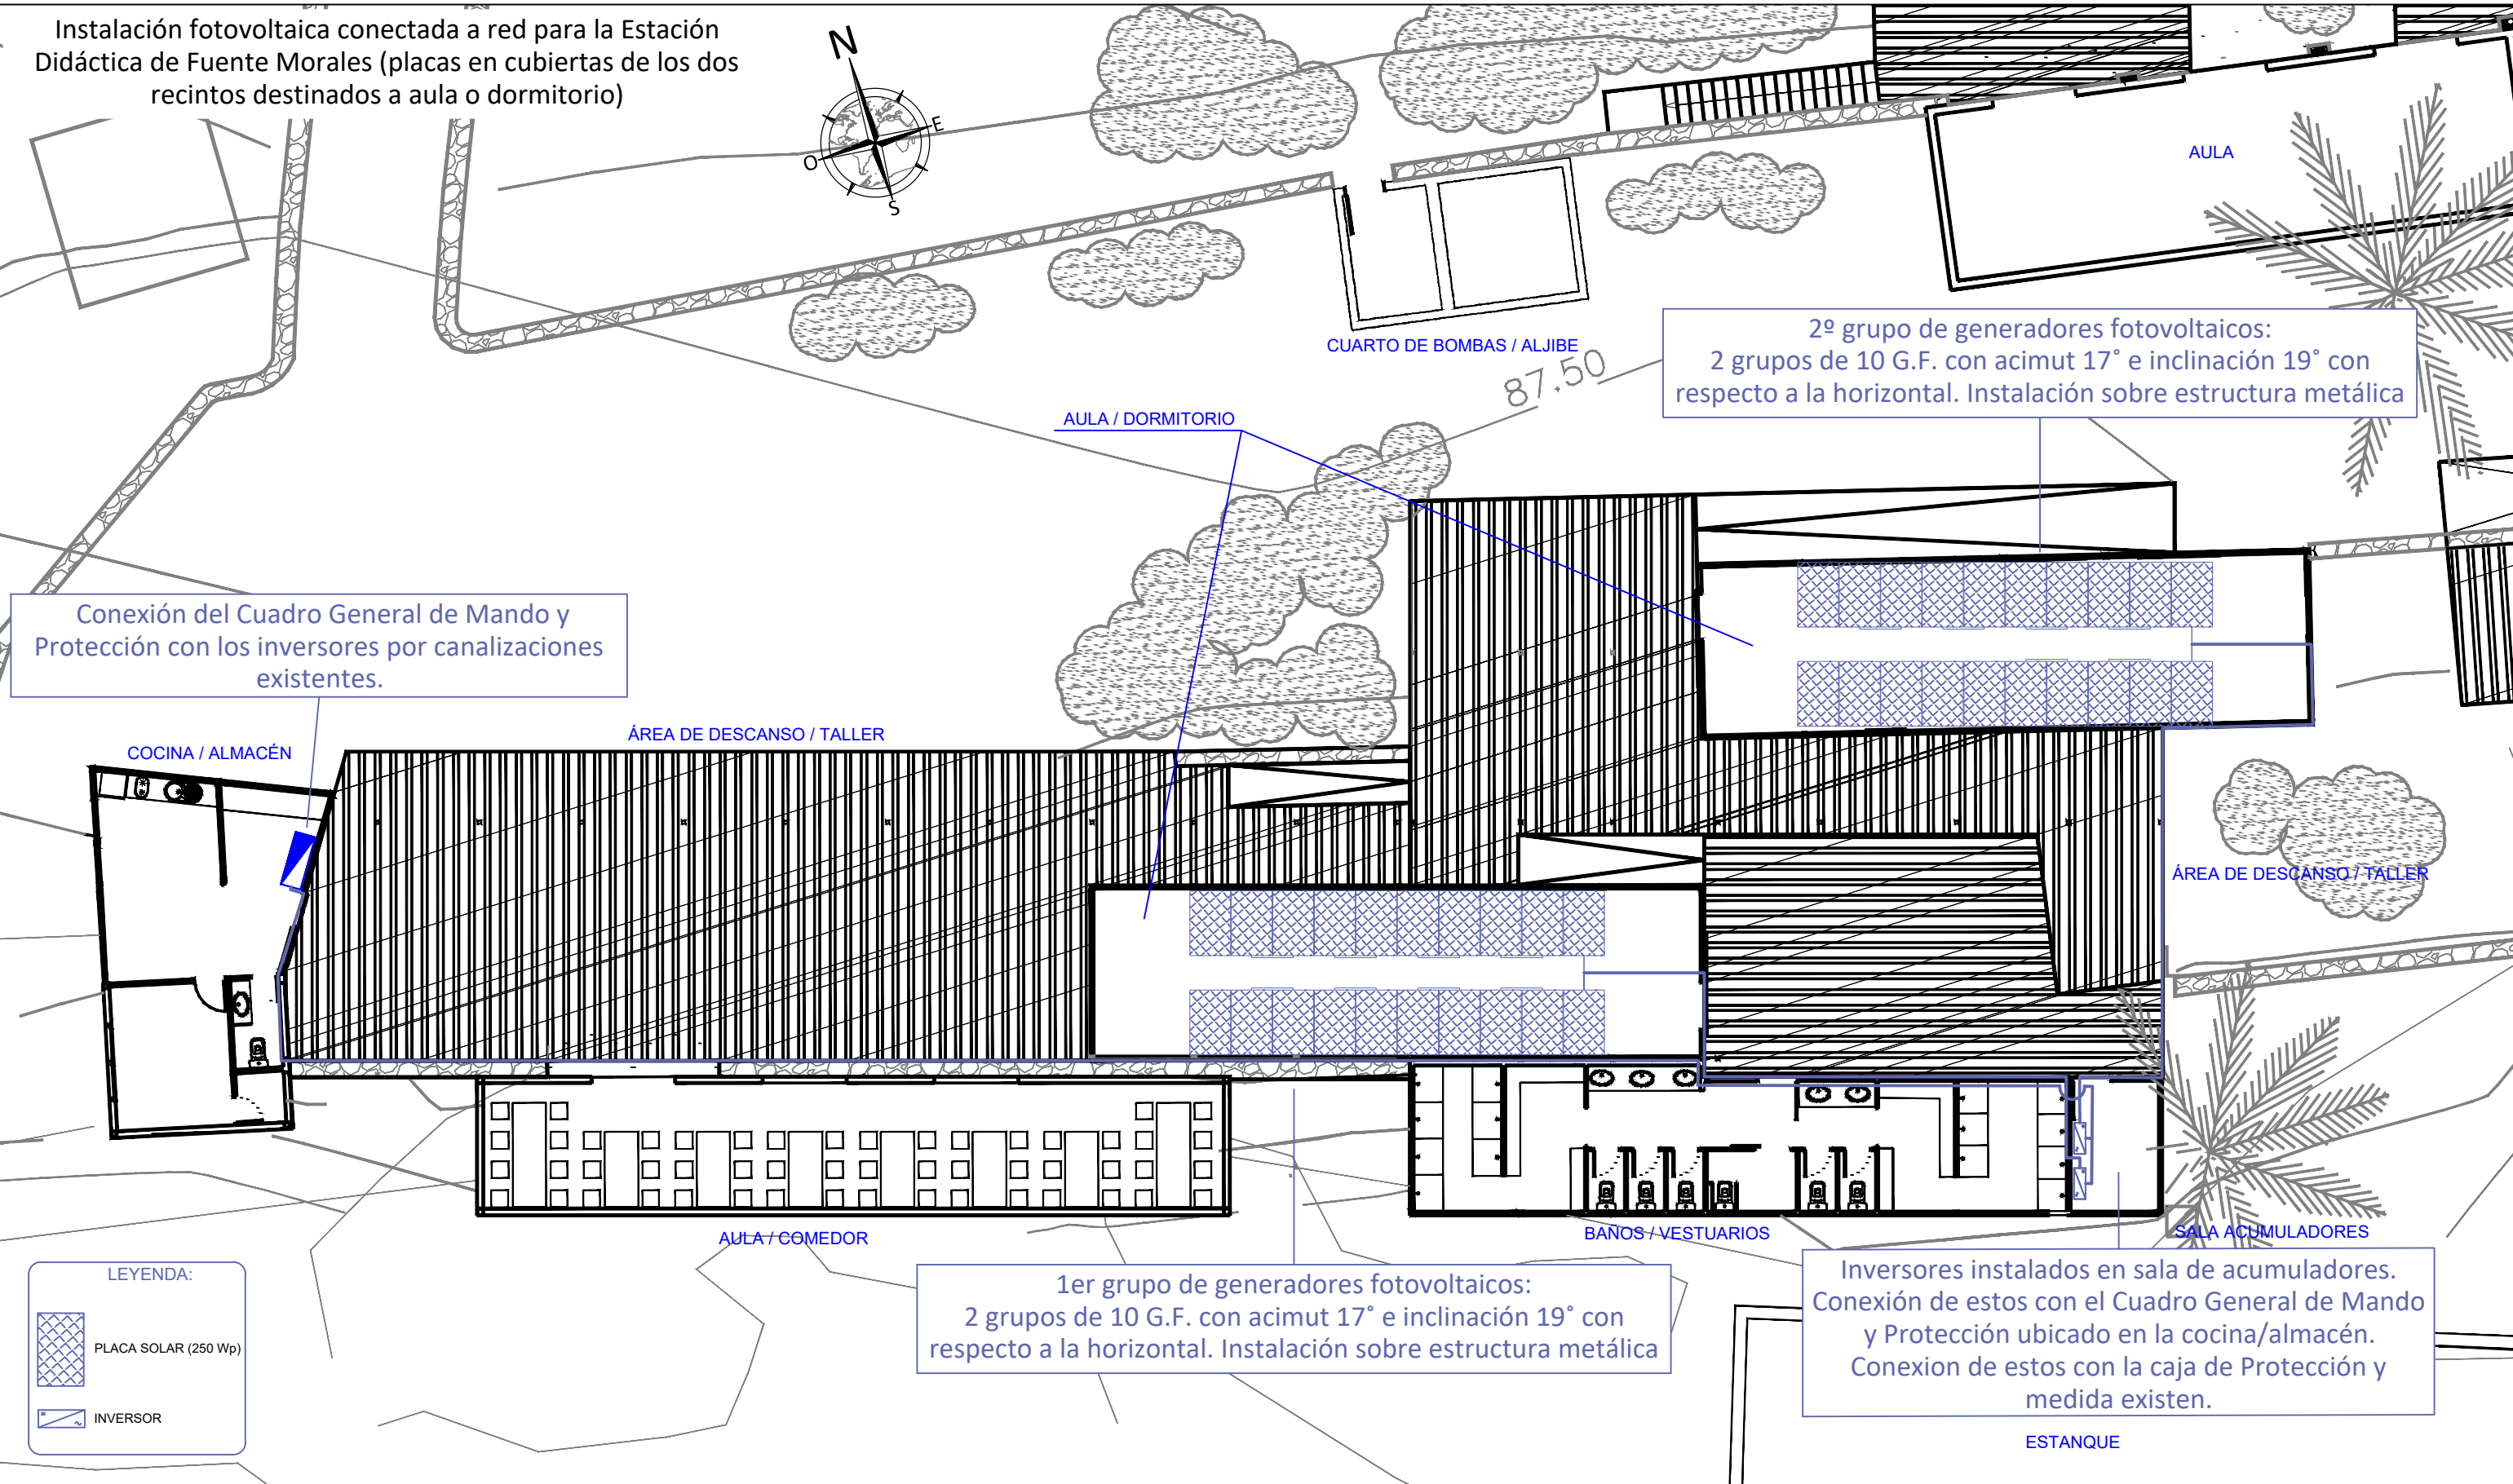 Instalación fotovoltaica conectada a red para la Estación
Didáctica de Fuente Morales (placas en cubiertas de los dos
recintos destinados a aula o dormitorio)
N
E
O
S
AULA
CUARTO DE BOMBAS / ALJIBE
87.50
2º grupo de generadores fotovoltaicos:
2 grupos de 10 G.F. con acimut 17° e inclinación 19° con
respecto a la horizontal. Instalación sobre estructura metálica
AULA / DORMITORIO
Conexión del Cuadro General de Mando y
Protección con los inversores por canalizaciones
existentes.
COCINA / ALMACÉN
ÁREA DE DESCANSO / TALLER
ÁREA DE DESCANSO / TALLER
AULA / COMEDOR
BAÑOS / VESTUARIOS
SALA ACUMULADORES
LEYENDA:
PLACA SOLAR (250 Wp)
INVERSOR
1er grupo de generadores fotovoltaicos:
2 grupos de 10 G.F. con acimut 17° e inclinación 19° con
respecto a la horizontal. Instalación sobre estructura metálica
Inversores instalados en sala de acumuladores.
Conexión de estos con el Cuadro General de Mando
y Protección ubicado en la cocina/almacén.
Conexion de estos con la caja de Protección y
medida existen.
ESTANQUE